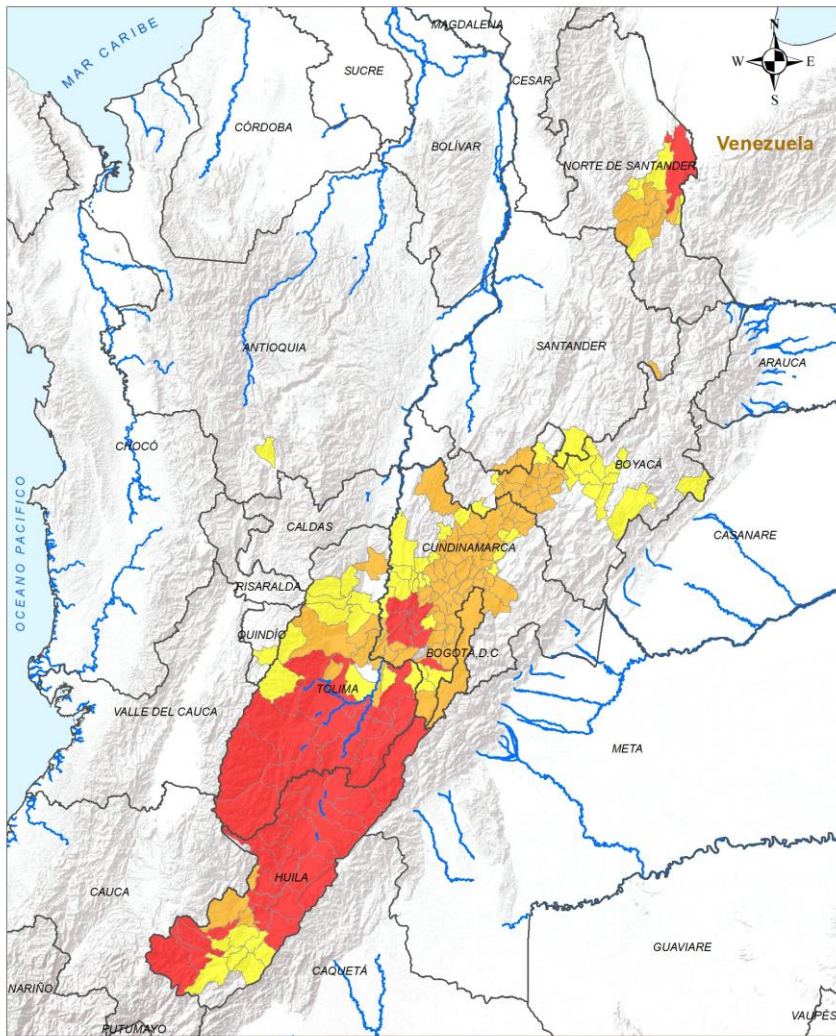 MAGDALENA
MAR CARIBE
N
W
E
S
SUCRE
CESAR
CÓRDOBA
BOLÍVAR
Venezuela
NORTE DE SANTANDER
ANTIOQUIA
SANTANDER
ARAUCA
CHOCÓ
BOYACÁ
OCEANO PACIFICO
CALDAS
CUNDINAMARCA
CASANARE
RISARALDA
QUINDÍO
BOGOTÁ,D.C
TOLIMA
VALLE DEL CAUCA
META
HUILA
CAUCA
GUAVIARE
CAQUETÁ
NARIÑO
VAUPÉS
PUTUMAYO